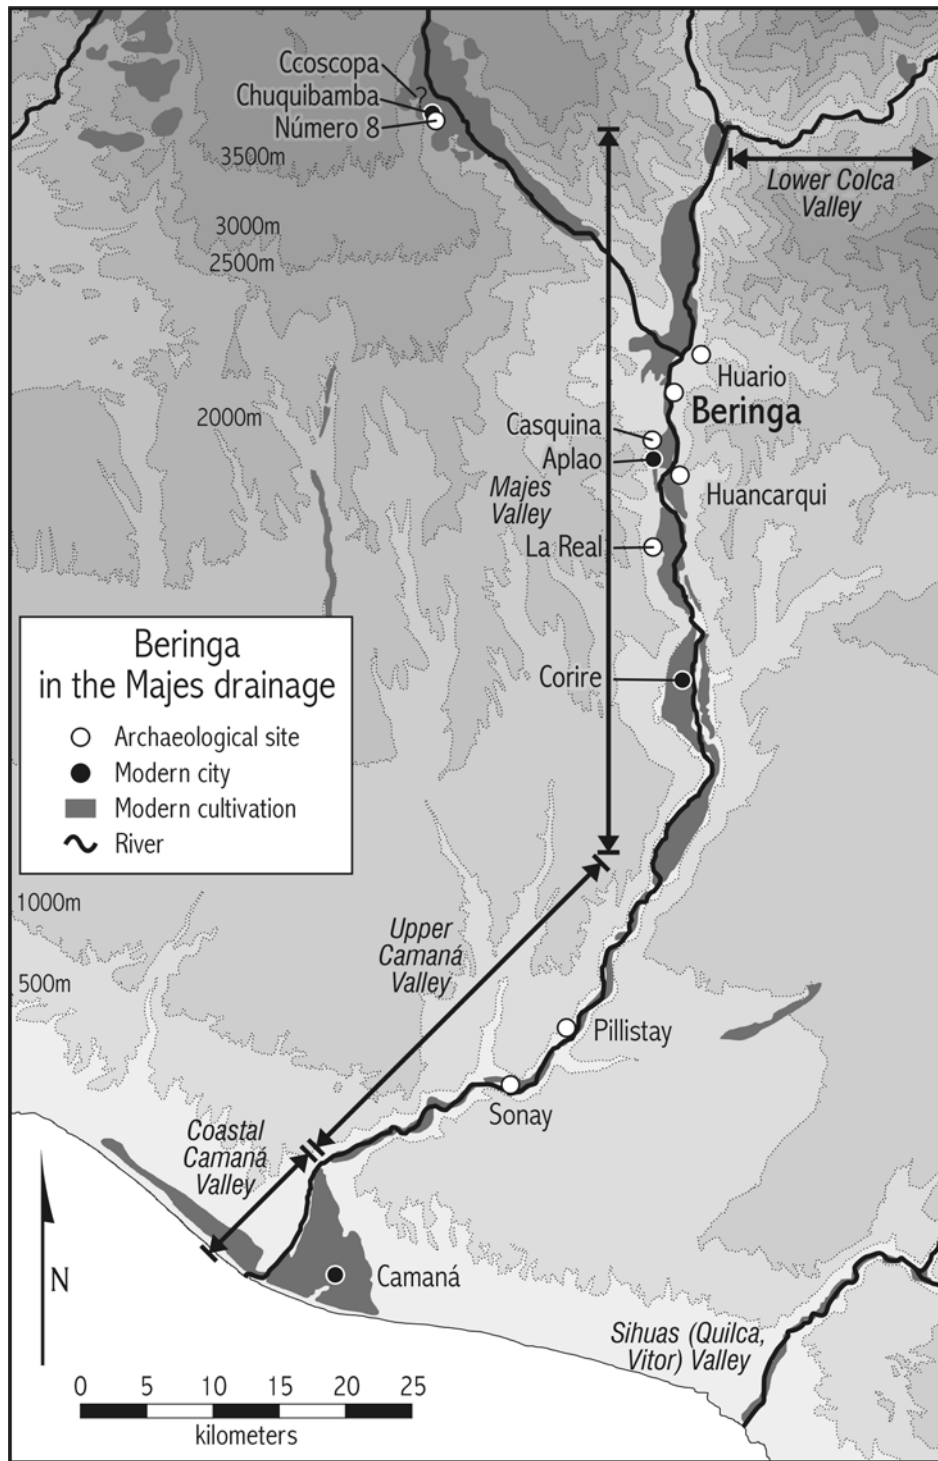 Ccoscopa
?
Chuquibamba
Número 8
3500m
Lower Colca
Valley
3000m
2500m
Huario
2000m
Beringa
Casquina
Aplao
Majes
Valley
Huancarqui
La Real
Beringa
in the Majes drainage
Archaeological site
Modern city
Modern cultivation
River
Corire
1000m
Upper
Camaná
Valley
500m
Pillistay
Sonay
Coastal
Camaná
Valley
N
Camaná
Sihuas (Quilca,
Vitor) Valley
0 5 10 15 20 25
kilometers